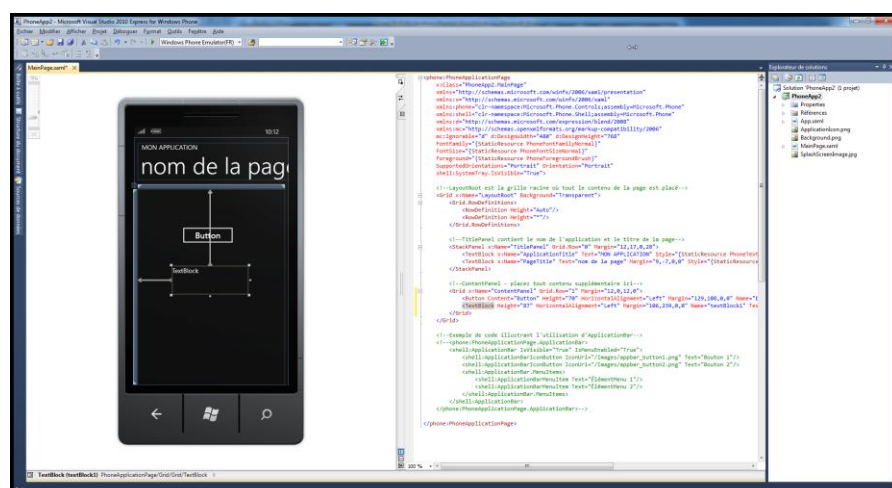 PhoneApp2 - Microsoft Visual Studio 2010 Express for Windows Phone
Fichier Modifier Affichage Projet Déboguer Format Outils Fenêtre Aide
Windows Phone Emulator(FR)
MainPage.xaml*
Boîte à outils
Structure du document
Sources de données
10:12
MON APPLICATION
nom de la pag
Button
TextBlock
<phone:PhoneApplicationPage
x:Class="PhoneApp2.MainPage"
xmlns="http://schemas.microsoft.com/winfx/2006/xaml/presentation"
xmlns:x="http://schemas.microsoft.com/winfx/2006/xaml"
xmlns:phone="clr-namespace:Microsoft.Phone.Controls;assembly=Microsoft.Phone"
xmlns:shell="clr-namespace:Microsoft.Phone.Shell;assembly=Microsoft.Phone"
xmlns:d="http://schemas.microsoft.com/expression/blend/2008"
xmlns:mc="http://schemas.openxmlformats.org/markup-compatibility/2006"
mc:Ignorable="d" d:DesignWidth="480" d:DesignHeight="768"
FontFamily="{StaticResource PhoneFontFamilyNormal}"
FontSize="{StaticResource PhoneFontSizeNormal}"
Foreground="{StaticResource PhoneForegroundBrush}"
SupportedOrientations="Portrait" Orientation="Portrait"
shell:SystemTray.IsVisible="True">
<!--LayoutRoot est la grille racine où tout le contenu de la page est placé-->
<Grid x:Name="LayoutRoot" Background="Transparent">
<Grid.RowDefinitions>
<RowDefinition Height="Auto"/>
<RowDefinition Height="*"/>
</Grid.RowDefinitions>
<!--TitlePanel contient le nom de l'application et le titre de la page-->
<StackPanel x:Name="TitlePanel" Grid.Row="0" Margin="12,17,0,28">
<TextBlock x:Name="ApplicationTitle" Text="MON APPLICATION" Style="{StaticResource PhoneText
<TextBlock x:Name="PageTitle" Text="nom de la page" Margin="9,-7,0,0" Style="{StaticResource
</StackPanel>
<!--ContentPanel - placez tout contenu supplémentaire ici-->
<Grid x:Name="ContentPanel" Grid.Row="1" Margin="12,0,12,0">
<Button Content="Button" Height="70" HorizontalAlignment="Left" Margin="129,108,0,0" Name="
<TextBlock Height="87" HorizontalAlignment="Left" Margin="106,239,0,0" Name="textBlock1" Tex
</Grid>
</Grid>
<!--Exemple de code illustrant l'utilisation d'ApplicationBar-->
<!--<phone:PhoneApplicationPage.ApplicationBar>
<shell:ApplicationBar IsVisible="True" IsMenuEnabled="True">
<shell:ApplicationBarIconButton IconUri="/Images/appbar_button1.png" Text="Bouton 1"/>
<shell:ApplicationBarIconButton IconUri="/Images/appbar_button2.png" Text="Bouton 2"/>
<shell:ApplicationBar.MenuItems>
<shell:ApplicationBarMenuItem Text="ÉlémentMenu 1"/>
<shell:ApplicationBarMenuItem Text="ÉlémentMenu 2"/>
</shell:ApplicationBar.MenuItems>
</shell:ApplicationBar>
</phone:PhoneApplicationPage.ApplicationBar>-->
</phone:PhoneApplicationPage>
100 %
TextBlock (textBlock1) PhoneApplicationPage/Grid/Grid/TextBlock
Explorateur de solutions
Solution 'PhoneApp2' (1 projet)
PhoneApp2
Properties
Références
App.xaml
ApplicationIcon.png
Background.png
MainPage.xaml
SplashScreenImage.jpg